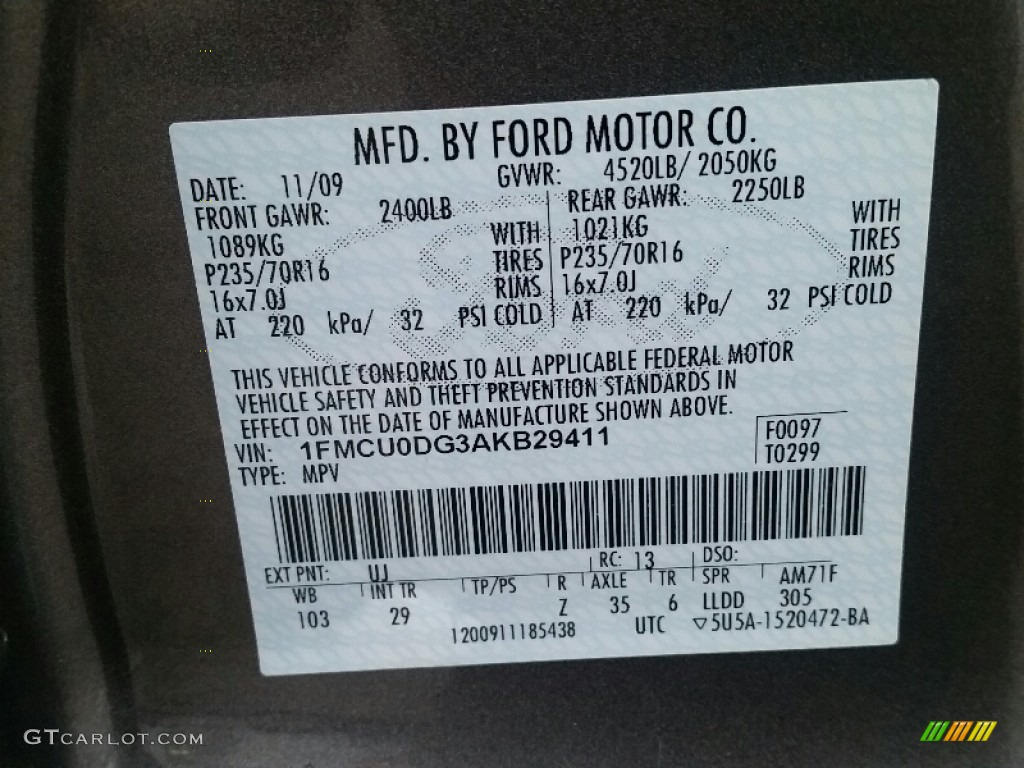 MFD. BY FORD MOTOR CO.
DATE: 11/09 GVWR: 4520LB/ 2050KG
FRONT GAWR: 2400LB REAR GAWR: 2250LB
1089KG WITH 1021KG WITH
P235/70R16 TIRES P235/70R16 TIRES
16x7.0J RIMS 16x7.0J RIMS
AT 220 kPa/ 32 PSI COLD AT 220 kPa/ 32 PSI COLD
THIS VEHICLE CONFORMS TO ALL APPLICABLE FEDERAL MOTOR
VEHICLE SAFETY AND THEFT PREVENTION STANDARDS IN
EFFECT ON THE DATE OF MANUFACTURE SHOWN ABOVE.
VIN: 1FMCU0DG3AKB29411 F0097
TYPE: MPV T0299
EXT PNT: UJ RC: 13 DSO:
WB INT TR TP/PS R AXLE TR SPR AM71F
103 29 Z 35 6 LLDD 305
1200911185438 UTC ▽5U5A-1520472-BA
GTCARLOT.COM